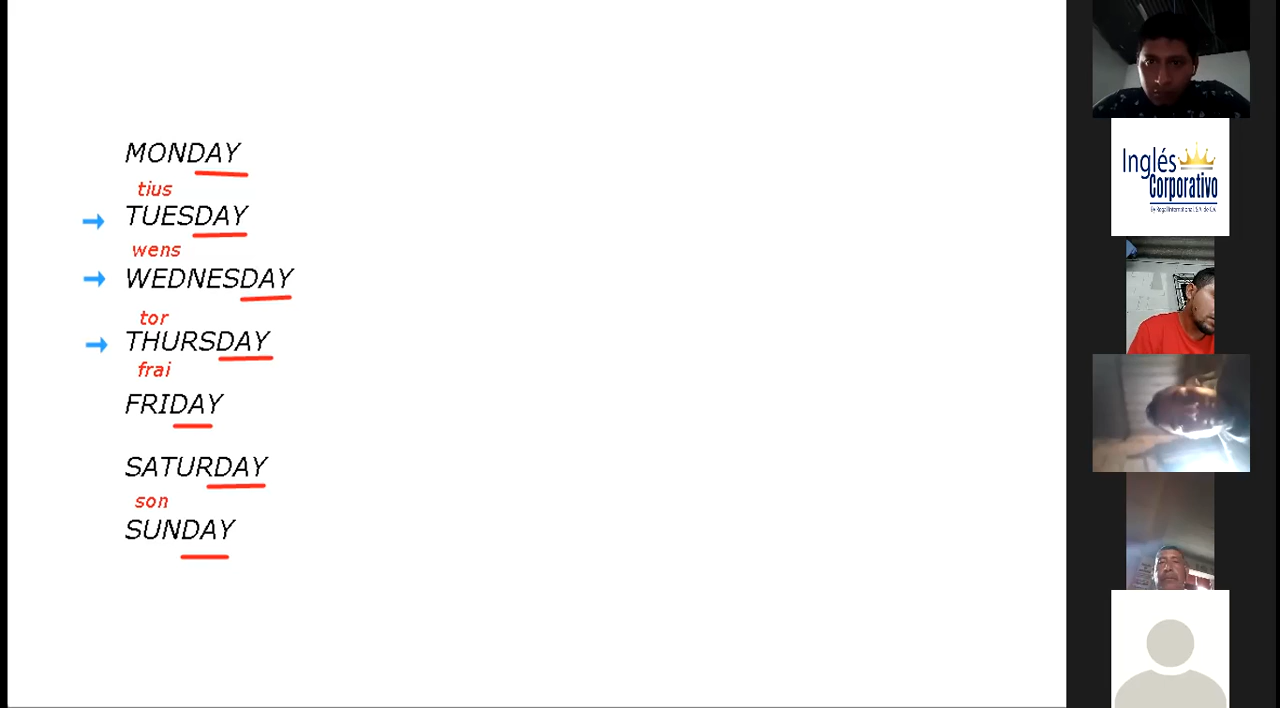 MONDAY
tius
TUESDAY
wens
WEDNESDAY
tor
THURSDAY
frai
FRIDAY
SATURDAY
son
SUNDAY
Inglés
Corporativo